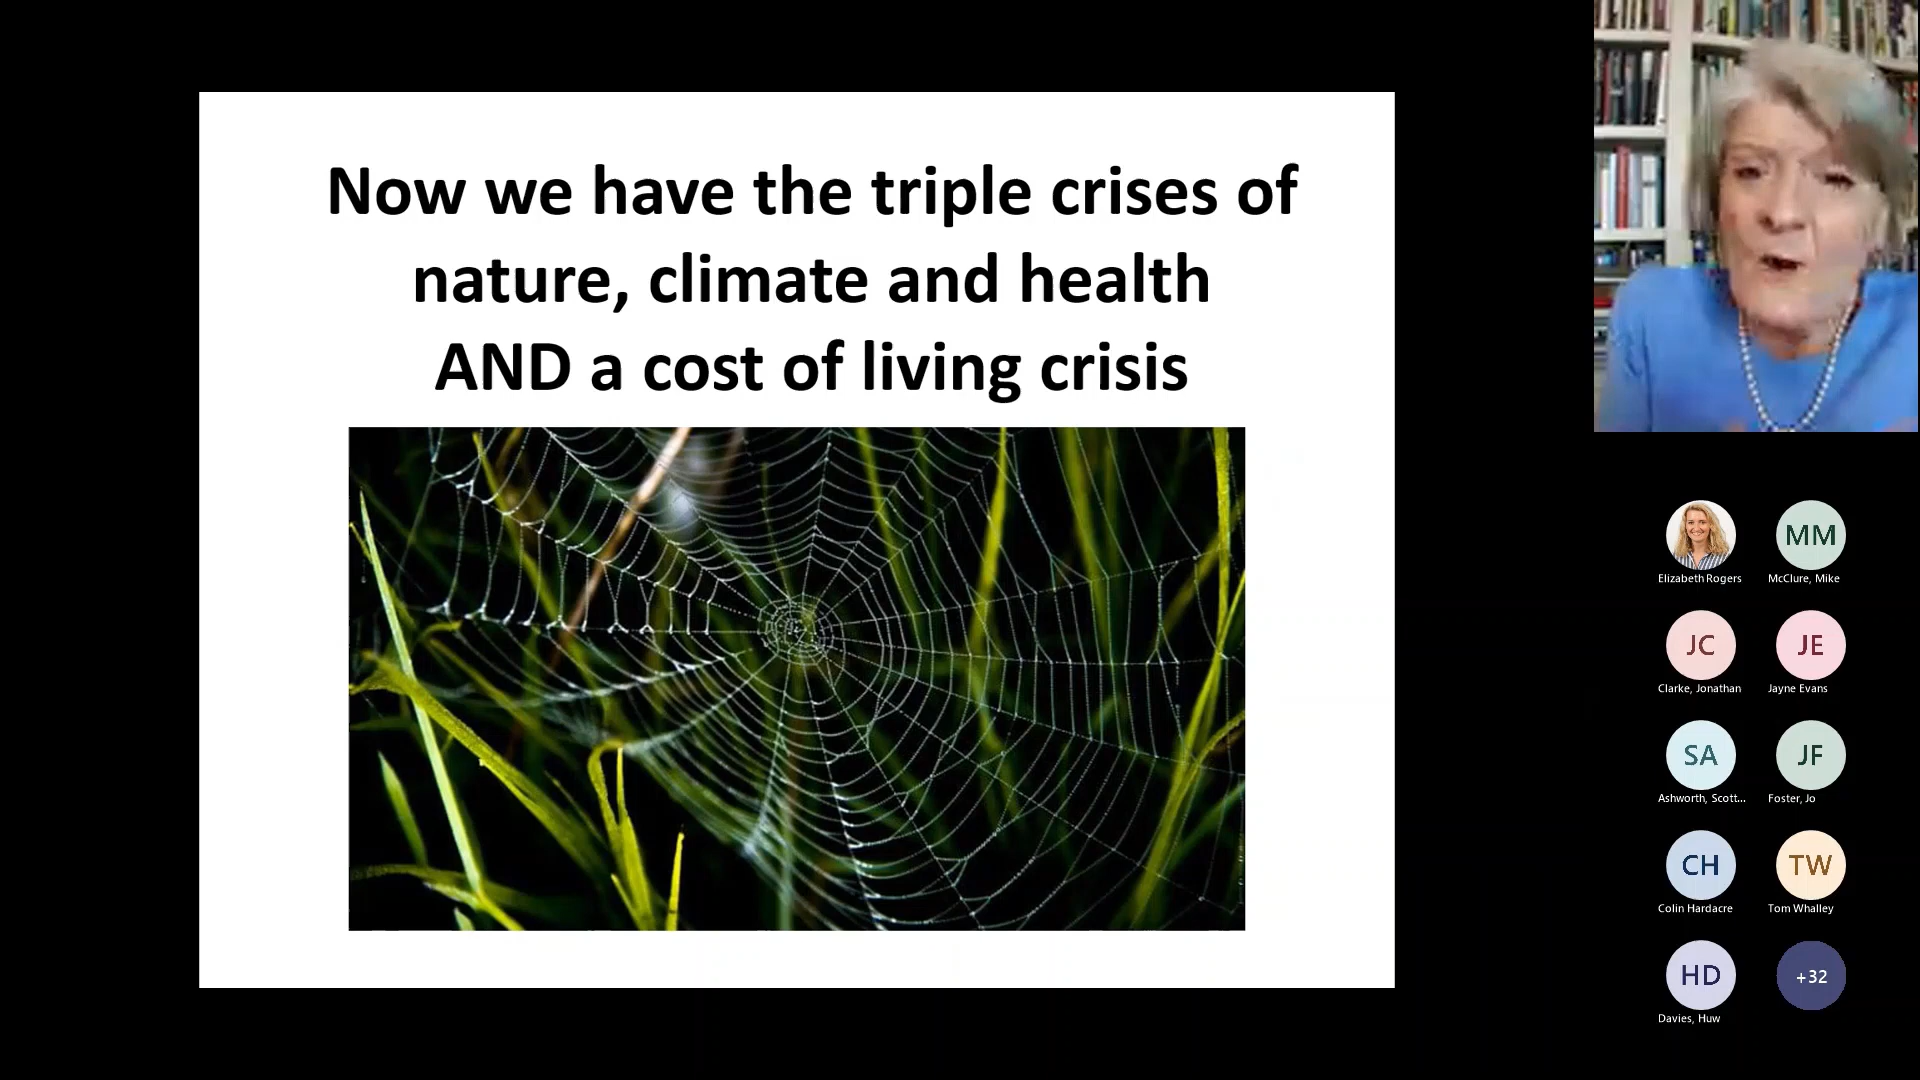 Now we have the triple crises of
nature, climate and health
AND a cost of living crisis
Elizabeth Rogers
MM
McClure, Mike
JC
Clarke, Jonathan
JE
Jayne Evans
SA
Ashworth, Scott...
JF
Foster, Jo
CH
Colin Hardacre
TW
Tom Whalley
HD
Davies, Huw
+32